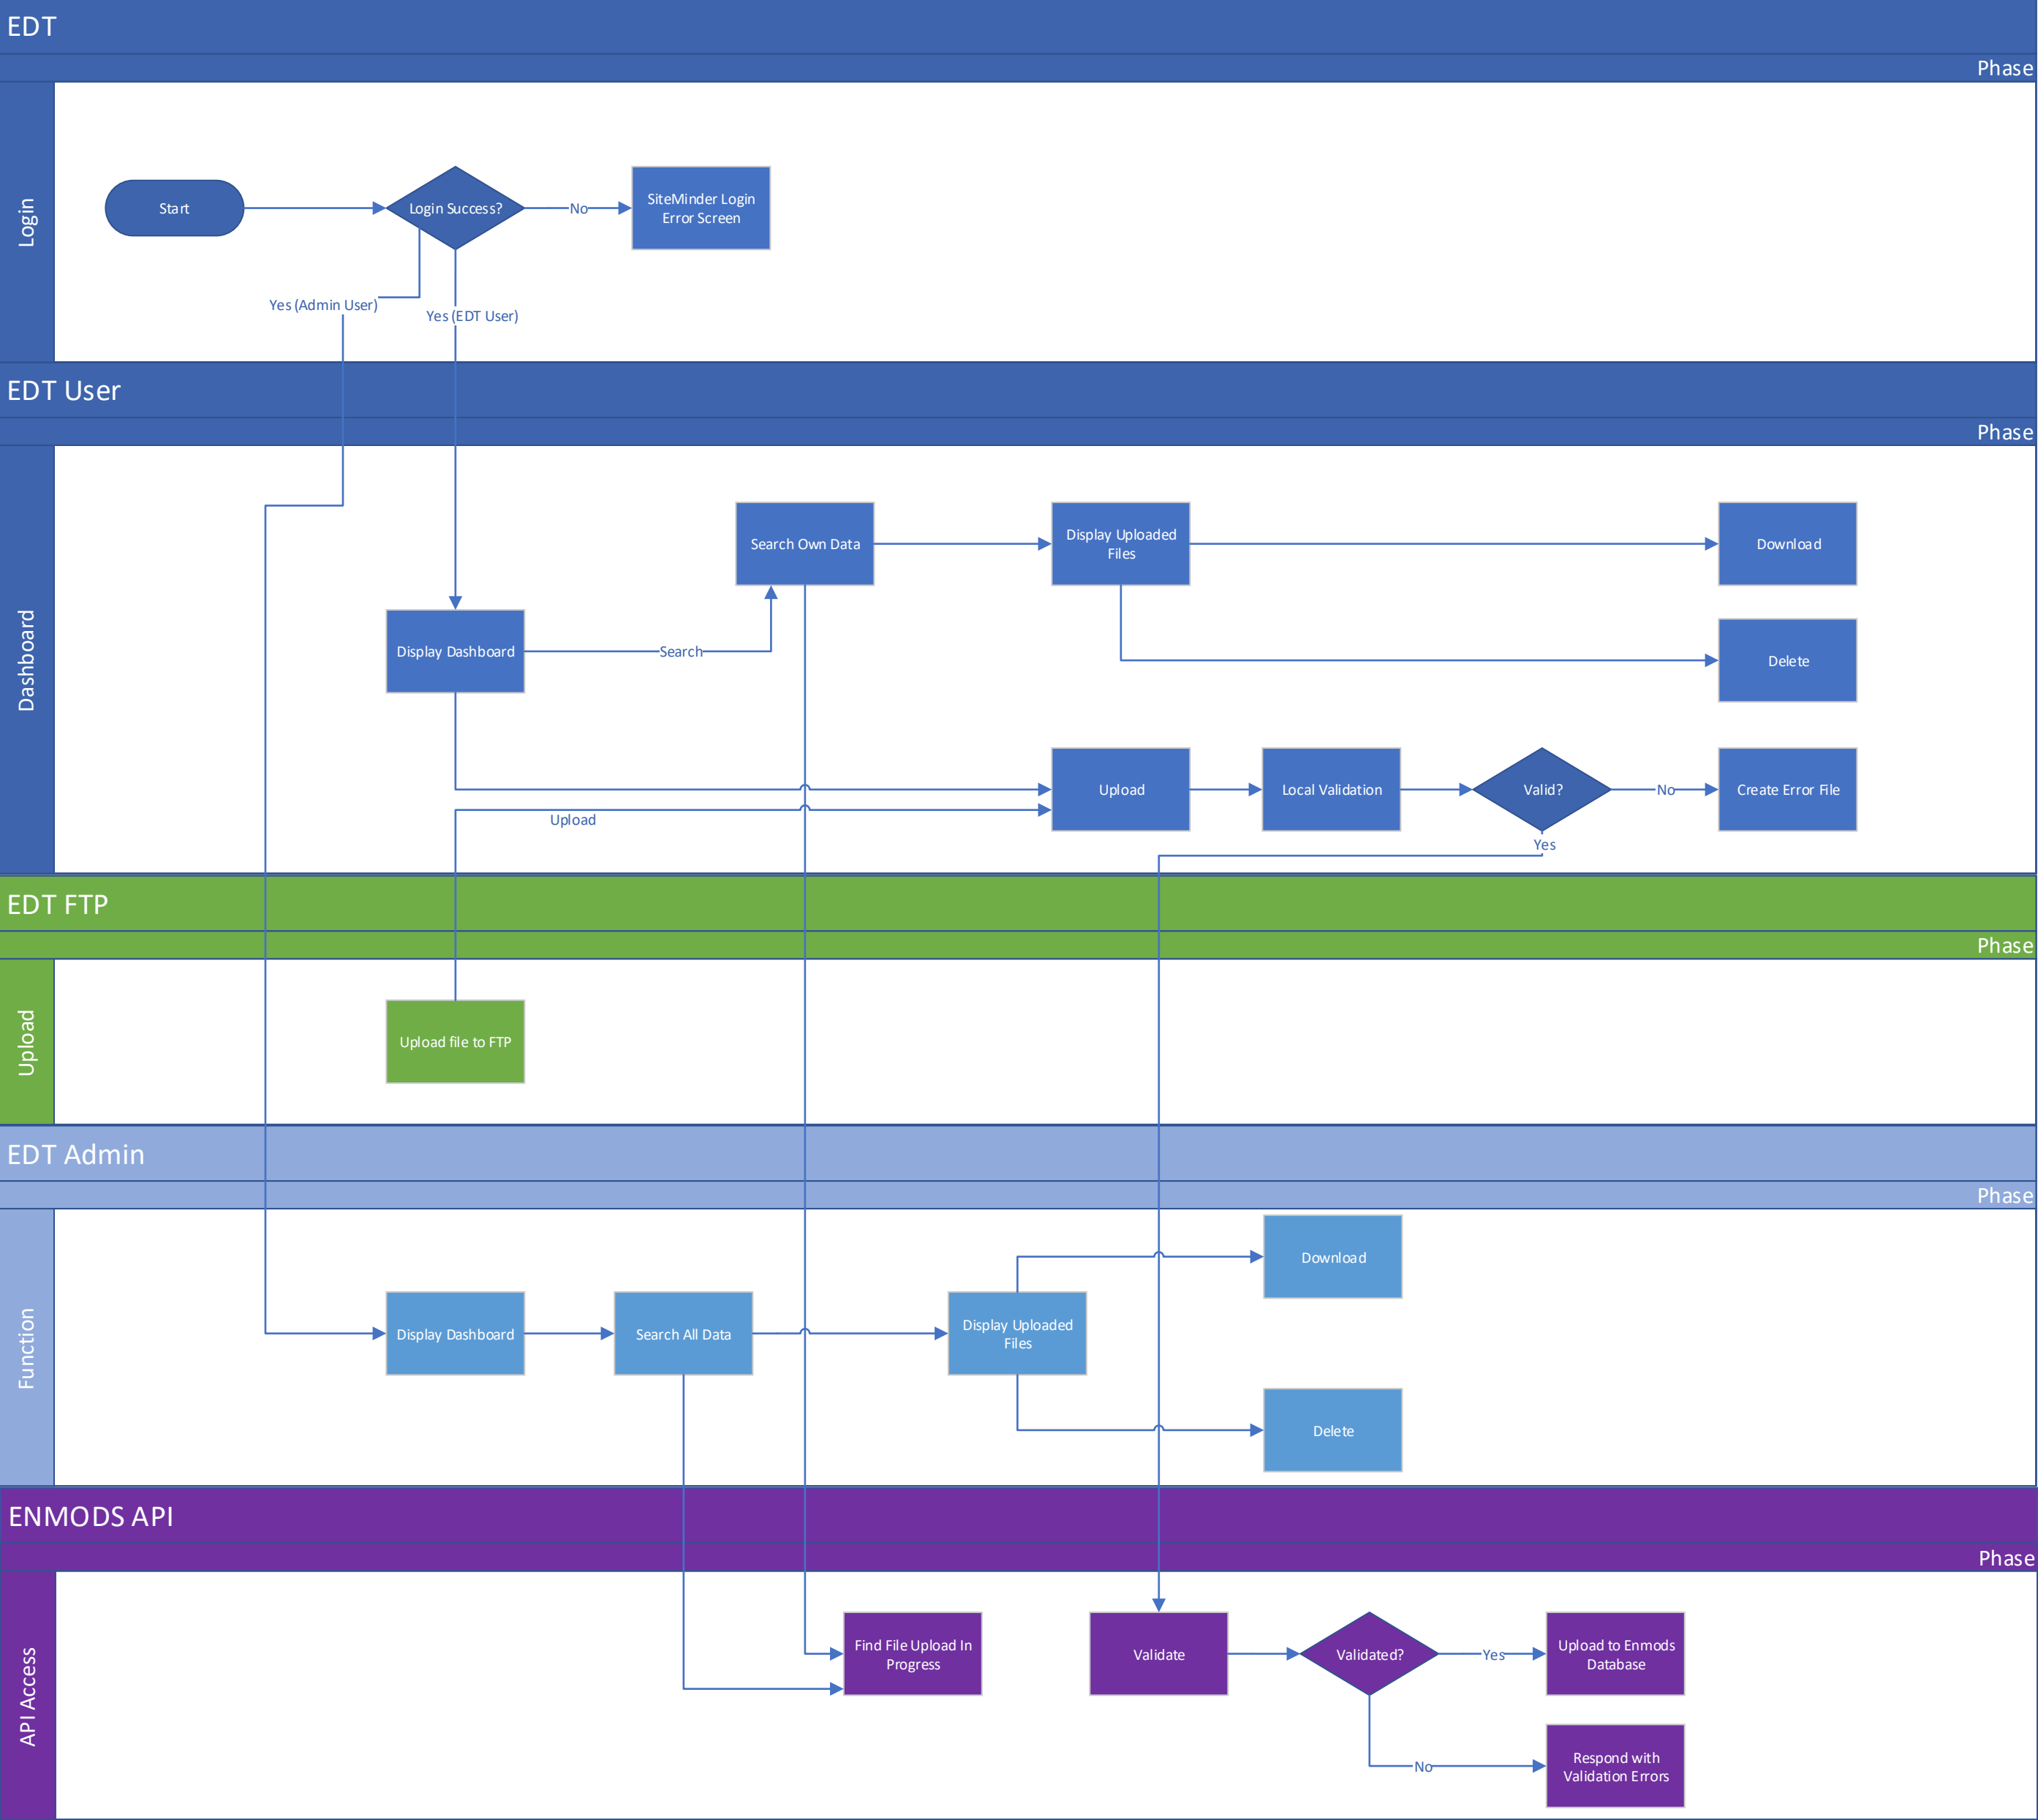 EDT
Phase
Login
Start
Login Success?
No
SiteMinder Login
Error Screen
Yes (Admin User)
Yes (EDT User)
EDT User
Phase
Dashboard
Search Own Data
Display Uploaded
Files
Download
Display Dashboard
Search
Delete
Upload
Local Validation
Valid?
No
Create Error File
Upload
Yes
EDT FTP
Phase
Upload
Upload file to FTP
EDT Admin
Phase
Function
Download
Display Dashboard
Search All Data
Display Uploaded
Files
Delete
ENMODS API
Phase
API Access
Find File Upload In
Progress
Validate
Validated?
Yes
Upload to Enmods
Database
No
Respond with
Validation Errors